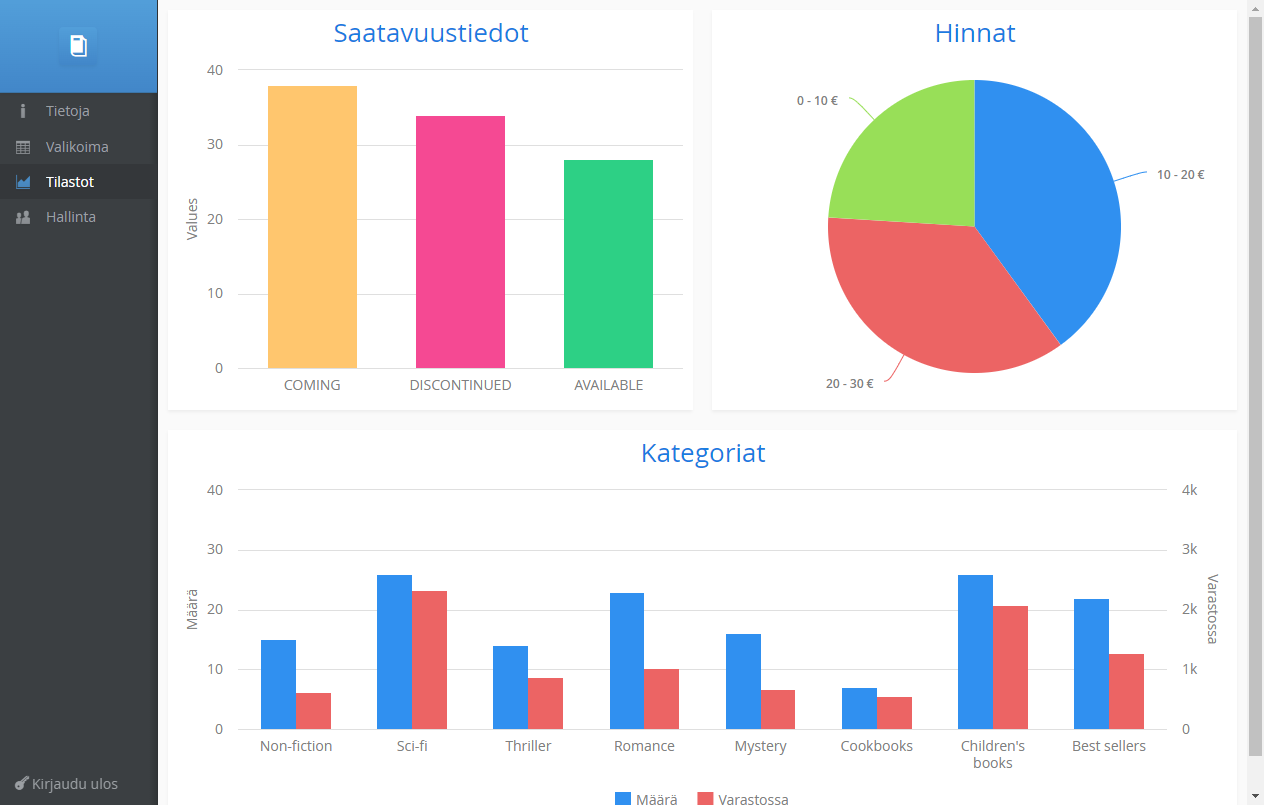 Tietoja
Valikoima
Tilastot
Hallinta
Kirjaudu ulos
Saatavuustiedot
Values
40
30
20
10
0
COMING DISCONTINUED AVAILABLE
Hinnat
0 - 10 €
10 - 20 €
20 - 30 €
Kategoriat
Määrä
40
30
20
10
0
4k
3k
2k
1k
0
Varastossa
Non-fiction Sci-fi Thriller Romance Mystery Cookbooks Children's Best sellers
books
Määrä Varastossa